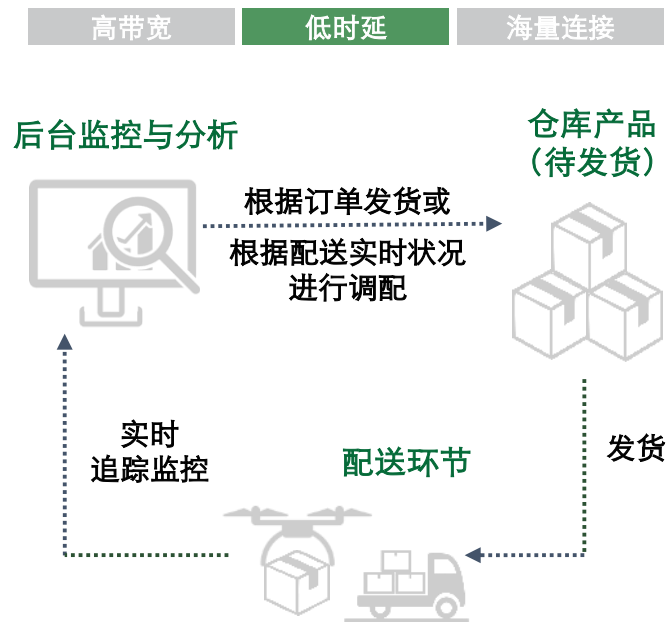 高带宽
低时延
海量连接
后台监控与分析
仓库产品
（待发货）
根据订单发货或
根据配送实时状况
进行调配
实时
追踪监控
配送环节
发货